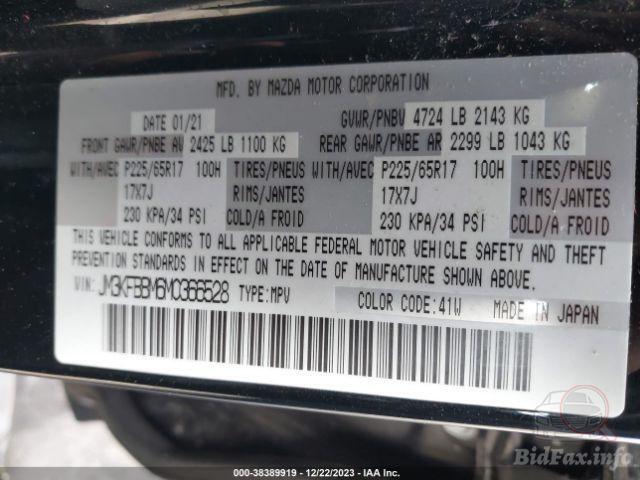 MFD. BY MAZDA MOTOR CORPORATION
DATE 01/21 GVWR/PNBV 4724 LB 2143 KG
FRONT GAWR/PNBE AV 2425 LB 1100 KG REAR GAWR/PNBE AR 2299 LB 1043 KG
WITH/AVEC P225/65R17 100H TIRES/PNEUS WITH/AVEC P225/65R17 100H TIRES/PNEUS
17X7J RIMS/JANTES 17X7J RIMS/JANTES
230 KPA/34 PSI COLD/A FROID 230 KPA/34 PSI COLD/A FROID
THIS VEHICLE CONFORMS TO ALL APPLICABLE FEDERAL MOTOR VEHICLE SAFETY AND THEFT
PREVENTION STANDARDS IN EFFECT ON THE DATE OF MANUFACTURE SHOWN ABOVE.
VIN: JM3KFBBM6M0366528 TYPE:MPV COLOR CODE:41W MADE IN JAPAN
BidFax.info
000-38389919 - 12/22/2023 - IAA Inc.